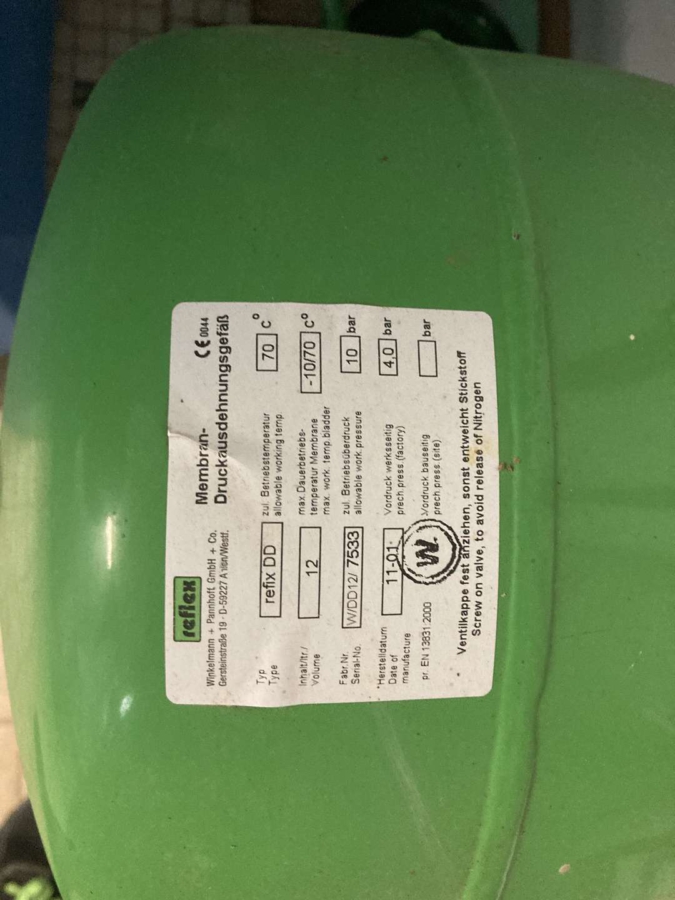 reflex
Winkelmann + Pannhoff GmbH + Co.
Gersteinstraße 19 - D-59227 Ahlen/Westf.
Membran-
Druckausdehnungsgefäß
CE 0044
Typ
Type
refix DD
zul. Betriebstemperatur
allowable working temp
70 C°
Inhalt/ltr./
Volume
12
max. Dauerbetriebs-
temperatur Membrane
max. work. temp. bladder
-10/70 C°
Fabr.Nr.
Serial-No.
W/DD12/ 7533
zul. Betriebsüberdruck
allowable work pressure
10 bar
Herstelldatum
Date of
manufacture
11-01-
Vordruck werksseitig
prech.press.(factory)
4,0 bar
pr. EN 13831:2000
W.
Vordruck bauseitig
prech.press (site)
bar
Ventilkappe fest anziehen, sonst entweicht Stickstoff
Screw on valve, to avoid release of Nitrogen